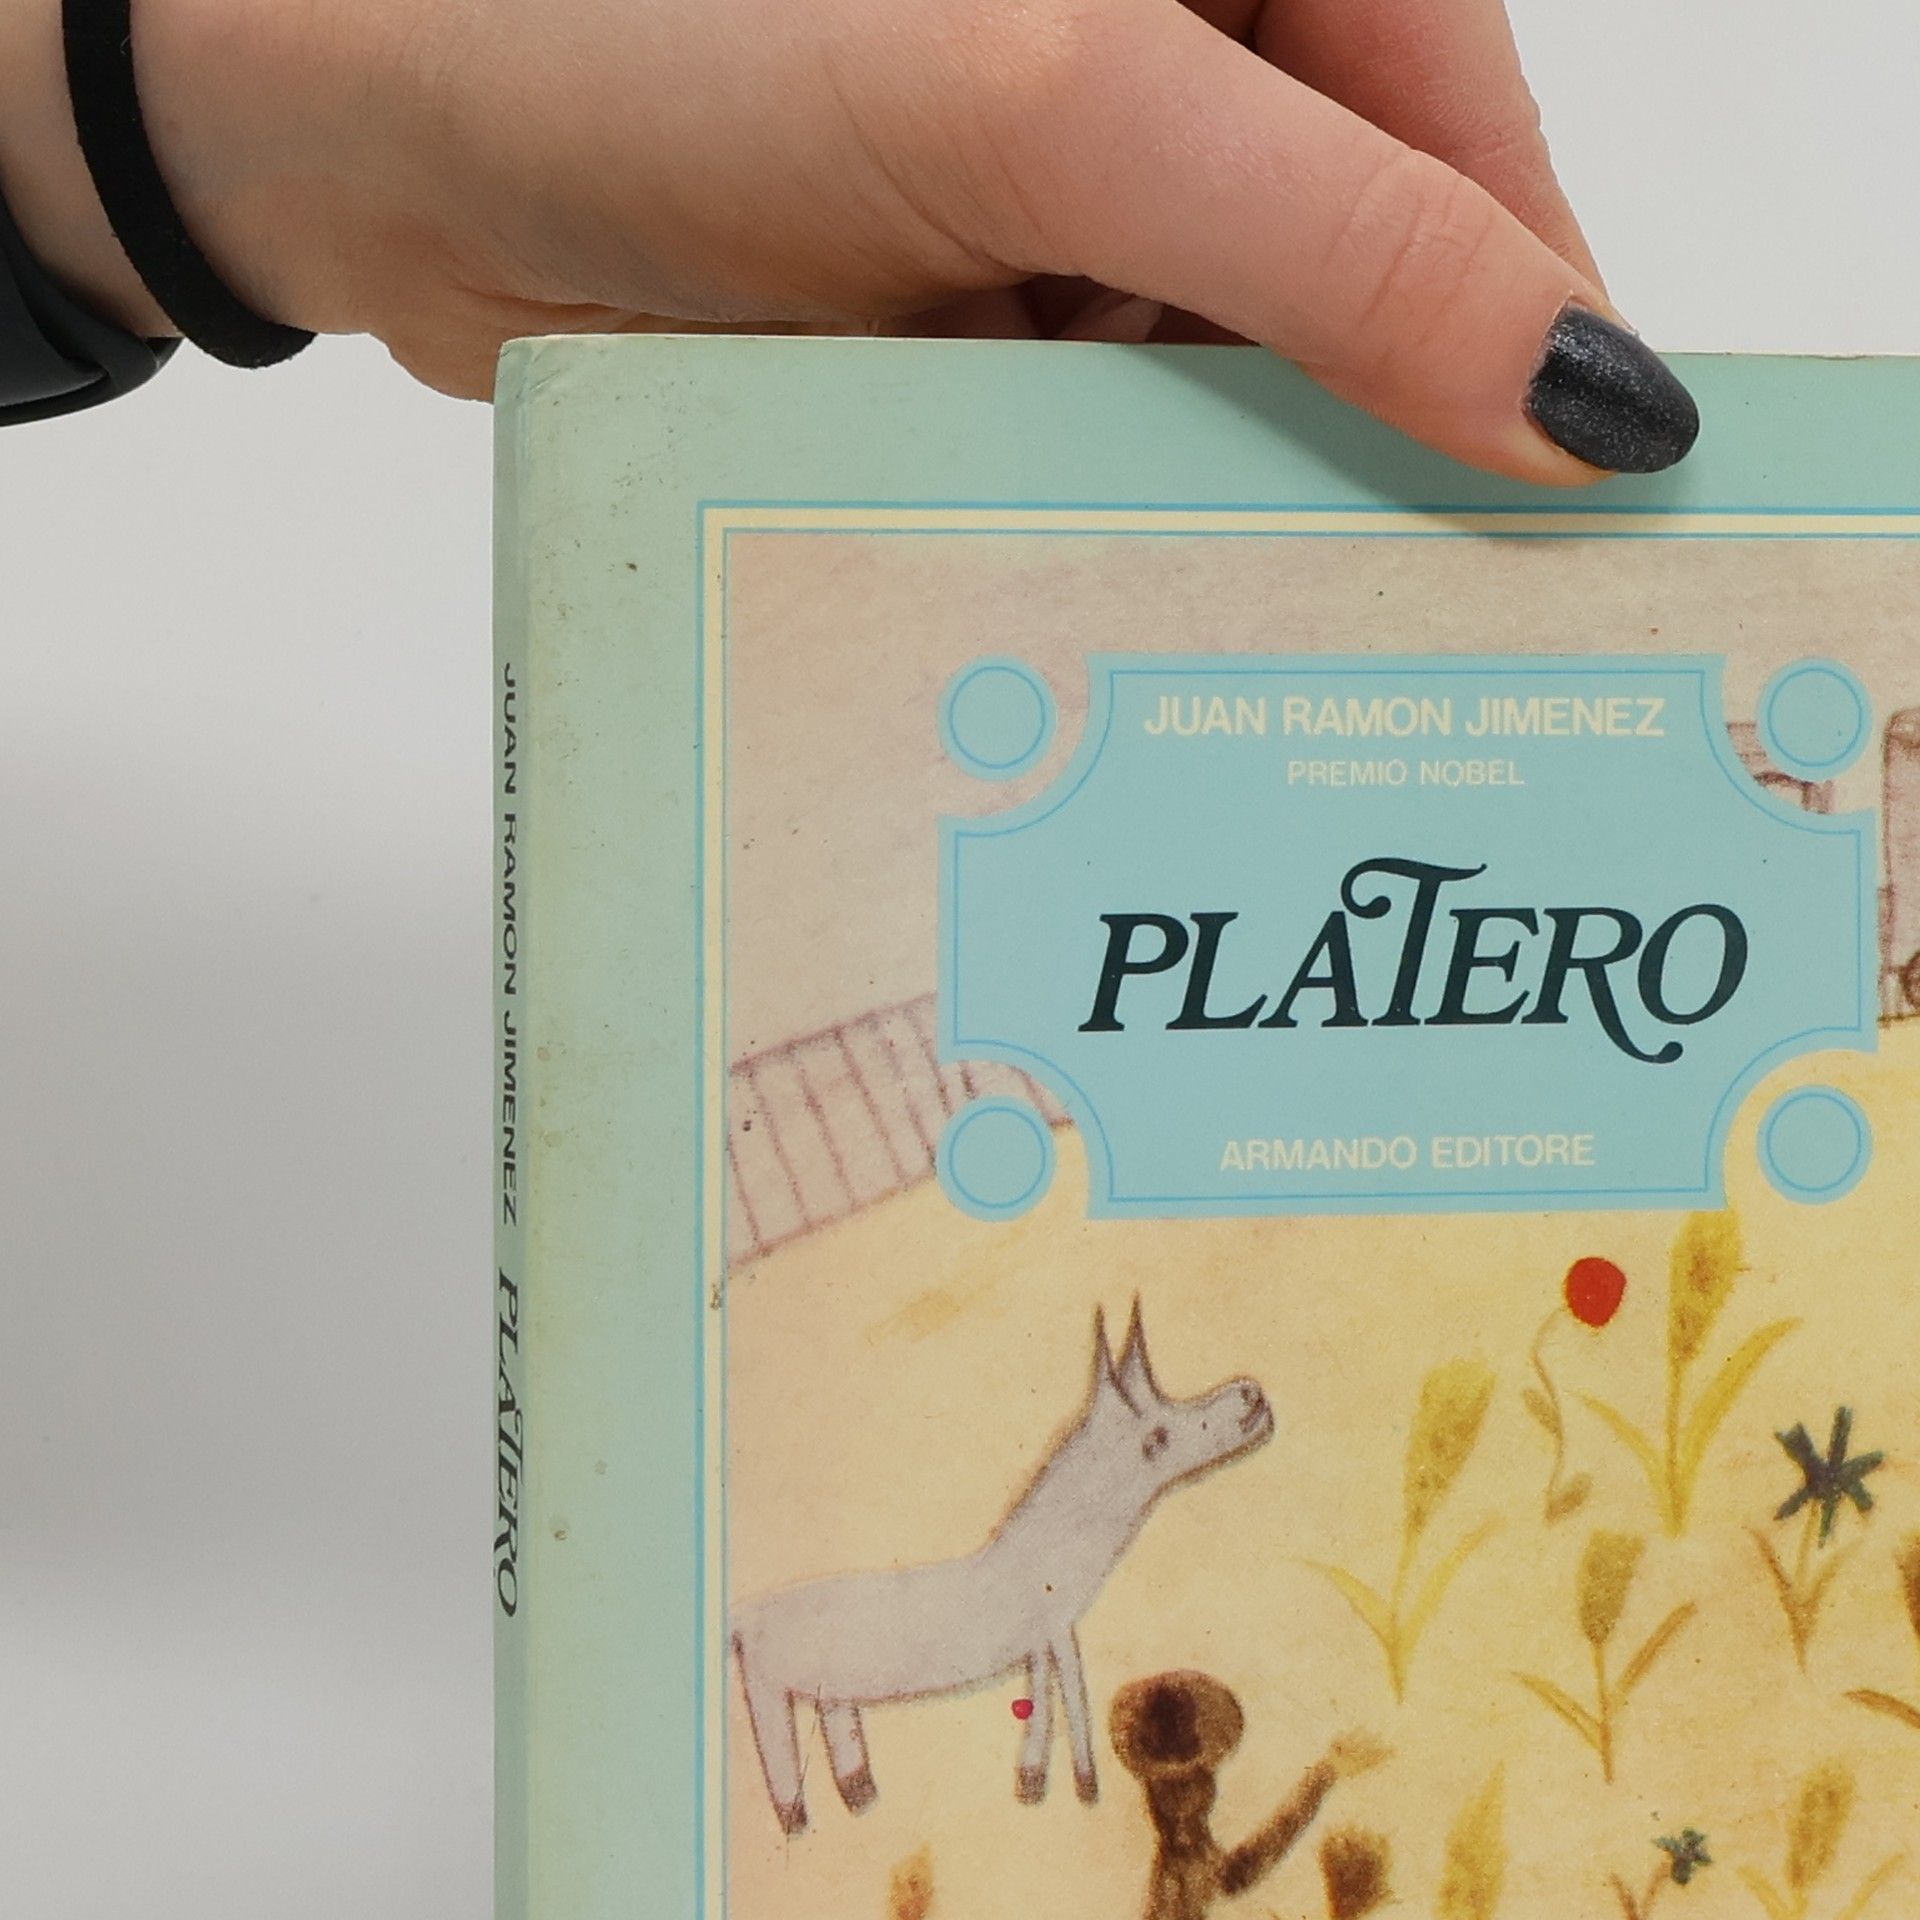 JUAN RAMON JIMENEZ
PREMIO NOBEL
PLATERO
ARMANDO EDITORE
JUAN RAMON JIMENEZ PLATERO